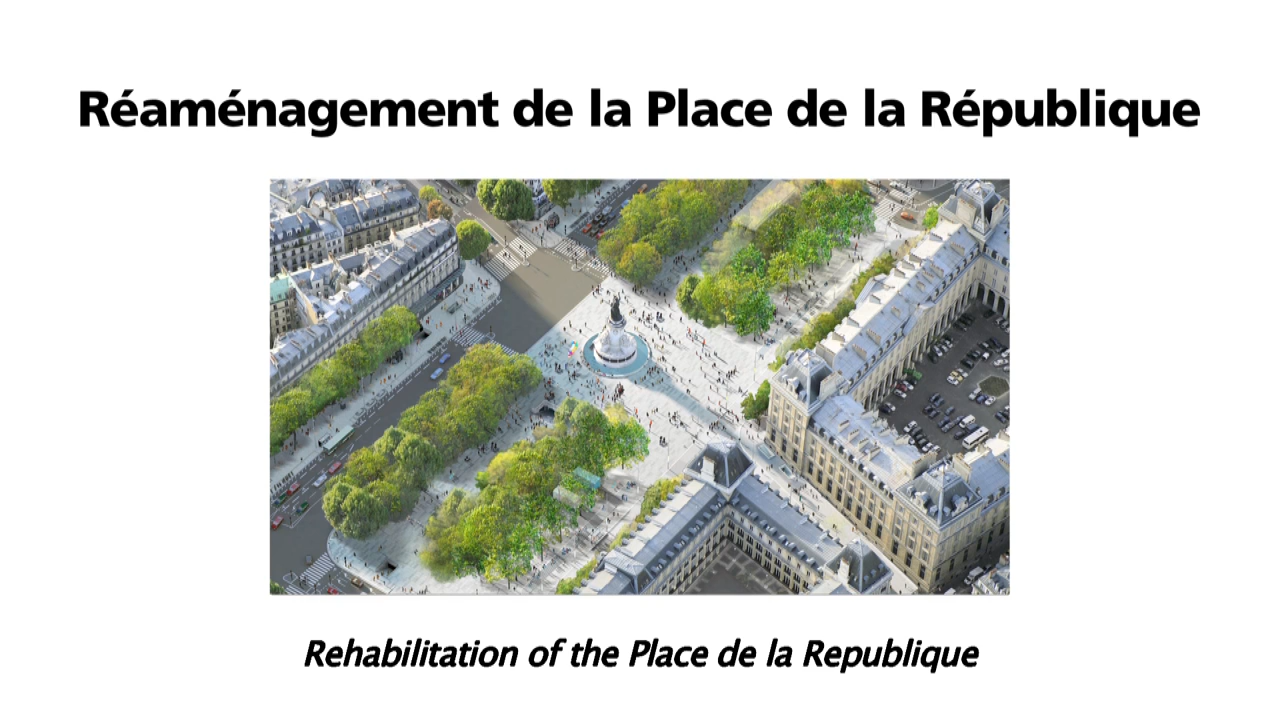 Réaménagement de la Place de la République
Rehabilitation of the Place de la Republique